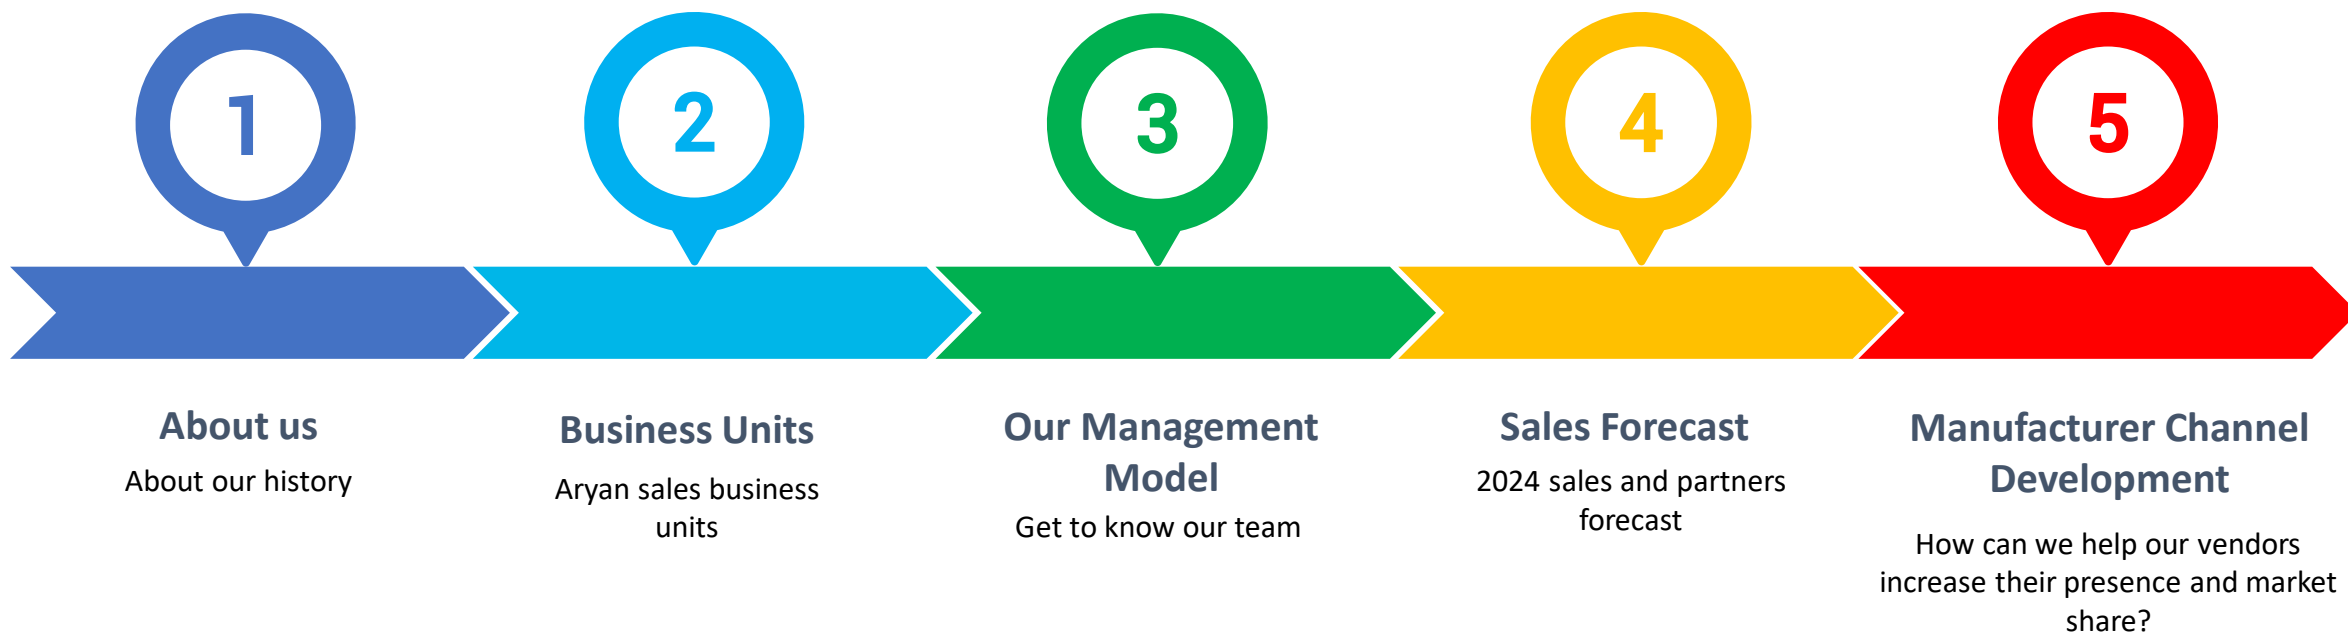 1
2
3
4
5
About us
About our history
Business Units
Aryan sales business
units
Our Management
Model
Get to know our team
Sales Forecast
2024 sales and partners
forecast
Manufacturer Channel
Development
How can we help our vendors
increase their presence and market
share?